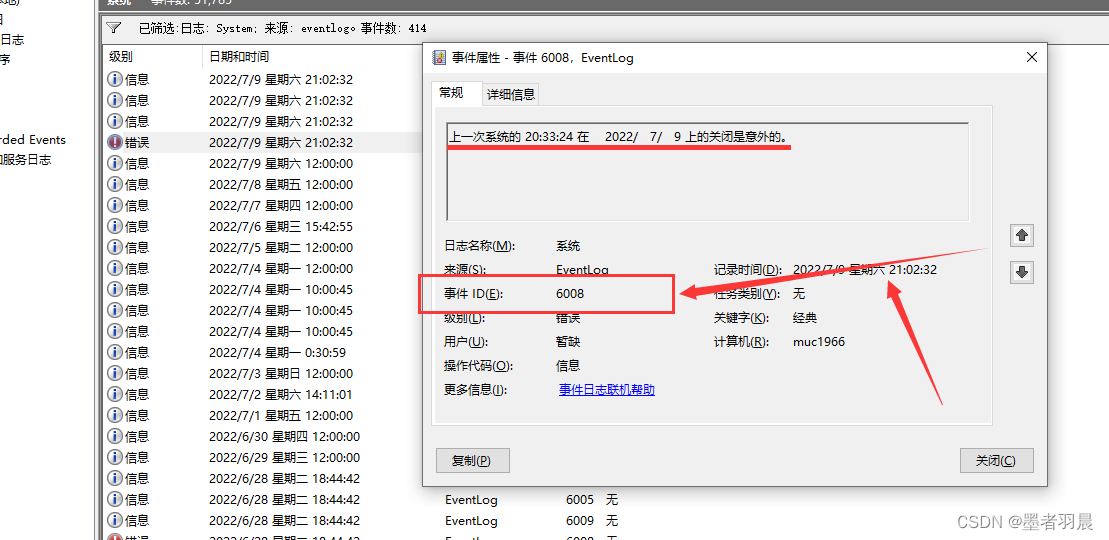 系统 事件数: 51,785
已筛选:日志: System; 来源: eventlog。事件数: 414
日志
序
rded Events
和服务日志
级别 日期和时间
信息 2022/7/9 星期六 21:02:32
信息 2022/7/9 星期六 21:02:32
信息 2022/7/9 星期六 21:02:32
错误 2022/7/9 星期六 21:02:32
信息 2022/7/9 星期六 12:00:00
信息 2022/7/8 星期五 12:00:00
信息 2022/7/7 星期四 12:00:00
信息 2022/7/6 星期三 15:42:55
信息 2022/7/5 星期二 12:00:00
信息 2022/7/4 星期一 12:00:00
信息 2022/7/4 星期一 10:00:45
信息 2022/7/4 星期一 10:00:45
信息 2022/7/4 星期一 10:00:45
信息 2022/7/4 星期一 0:30:59
信息 2022/7/3 星期日 12:00:00
信息 2022/7/2 星期六 14:11:01
信息 2022/7/1 星期五 12:00:00
信息 2022/6/30 星期四 12:00:00
信息 2022/6/29 星期三 12:00:00
信息 2022/6/28 星期二 18:44:42
信息 2022/6/28 星期二 18:44:42 EventLog 6005 无
信息 2022/6/28 星期二 18:44:42 EventLog 6009 无
错误 2022/6/28 星期二 18:44:42 EventLog 6008 无
事件属性 - 事件 6008，EventLog
常规 详细信息
上一次系统的 20:33:24 在 2022/ 7/ 9 上的关闭是意外的。
日志名称(M): 系统
来源(S): EventLog 记录时间(D): 2022/7/9 星期六 21:02:32
事件 ID(E): 6008 任务类别(Y): 无
级别(L): 错误 关键字(K): 经典
用户(U): 暂缺 计算机(R): muc1966
操作代码(O): 信息
更多信息(I): 事件日志联机帮助
复制(P) 关闭(C)
CSDN @墨者羽晨